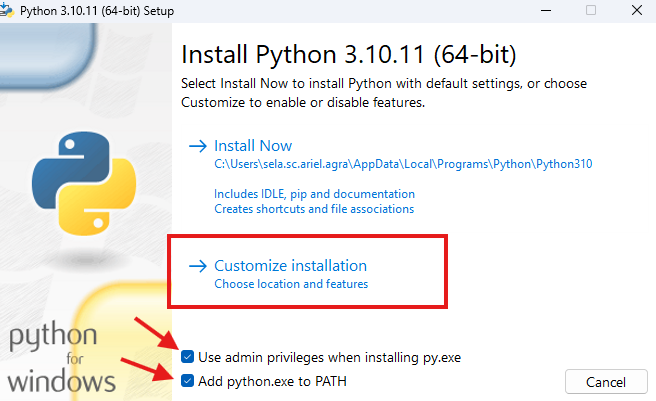 Python 3.10.11 (64-bit) Setup
Install Python 3.10.11 (64-bit)
Select Install Now to install Python with default settings, or choose
Customize to enable or disable features.
Install Now
C:\Users\sela.sc.ariel.agra\AppData\Local\Programs\Python\Python310
Includes IDLE, pip and documentation
Creates shortcuts and file associations
Customize installation
Choose location and features
Use admin privileges when installing py.exe
Add python.exe to PATH
python
for
windows
Cancel